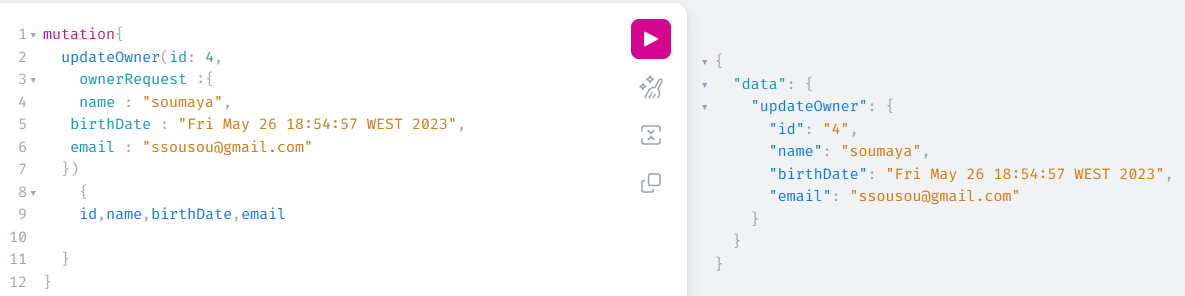 1 mutation{
2 updateOwner(id: 4,
3 ownerRequest :{
4 name : "soumaya",
5 birthDate : "Fri May 26 18:54:57 WEST 2023",
6 email : "ssousou@gmail.com"
7 })
8 {
9 id,name,birthDate,email
10
11 }
12 }
{
"data": {
"updateOwner": {
"id": "4",
"name": "soumaya",
"birthDate": "Fri May 26 18:54:57 WEST 2023",
"email": "ssousou@gmail.com"
}
}
}